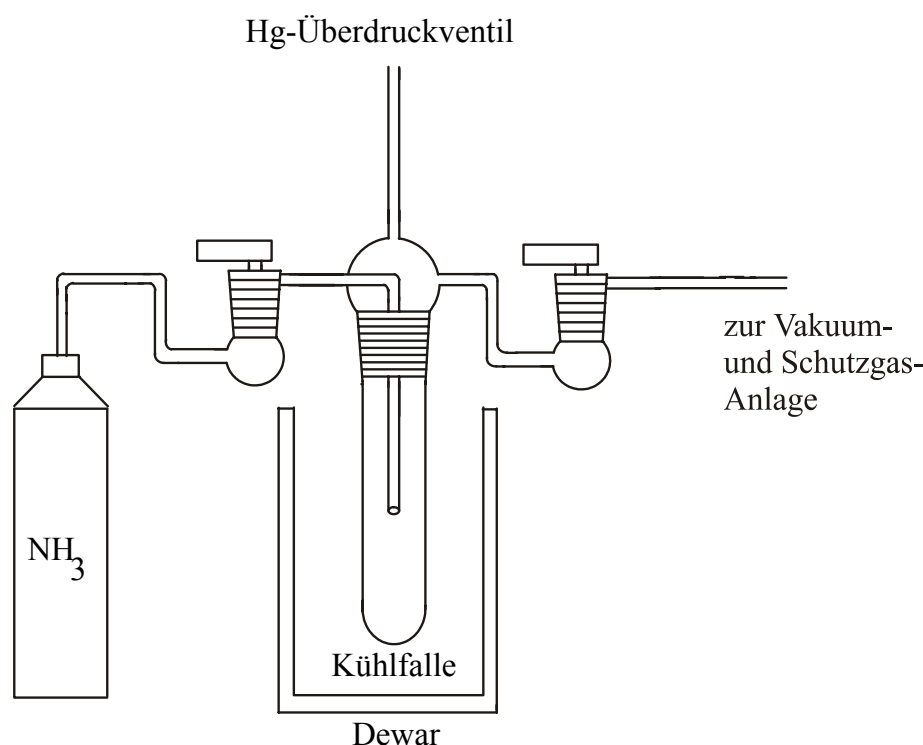 Hg-Überdruckventil
zur Vakuum-
und Schutzgas-
Anlage
NH3
Kühlfalle
Dewar